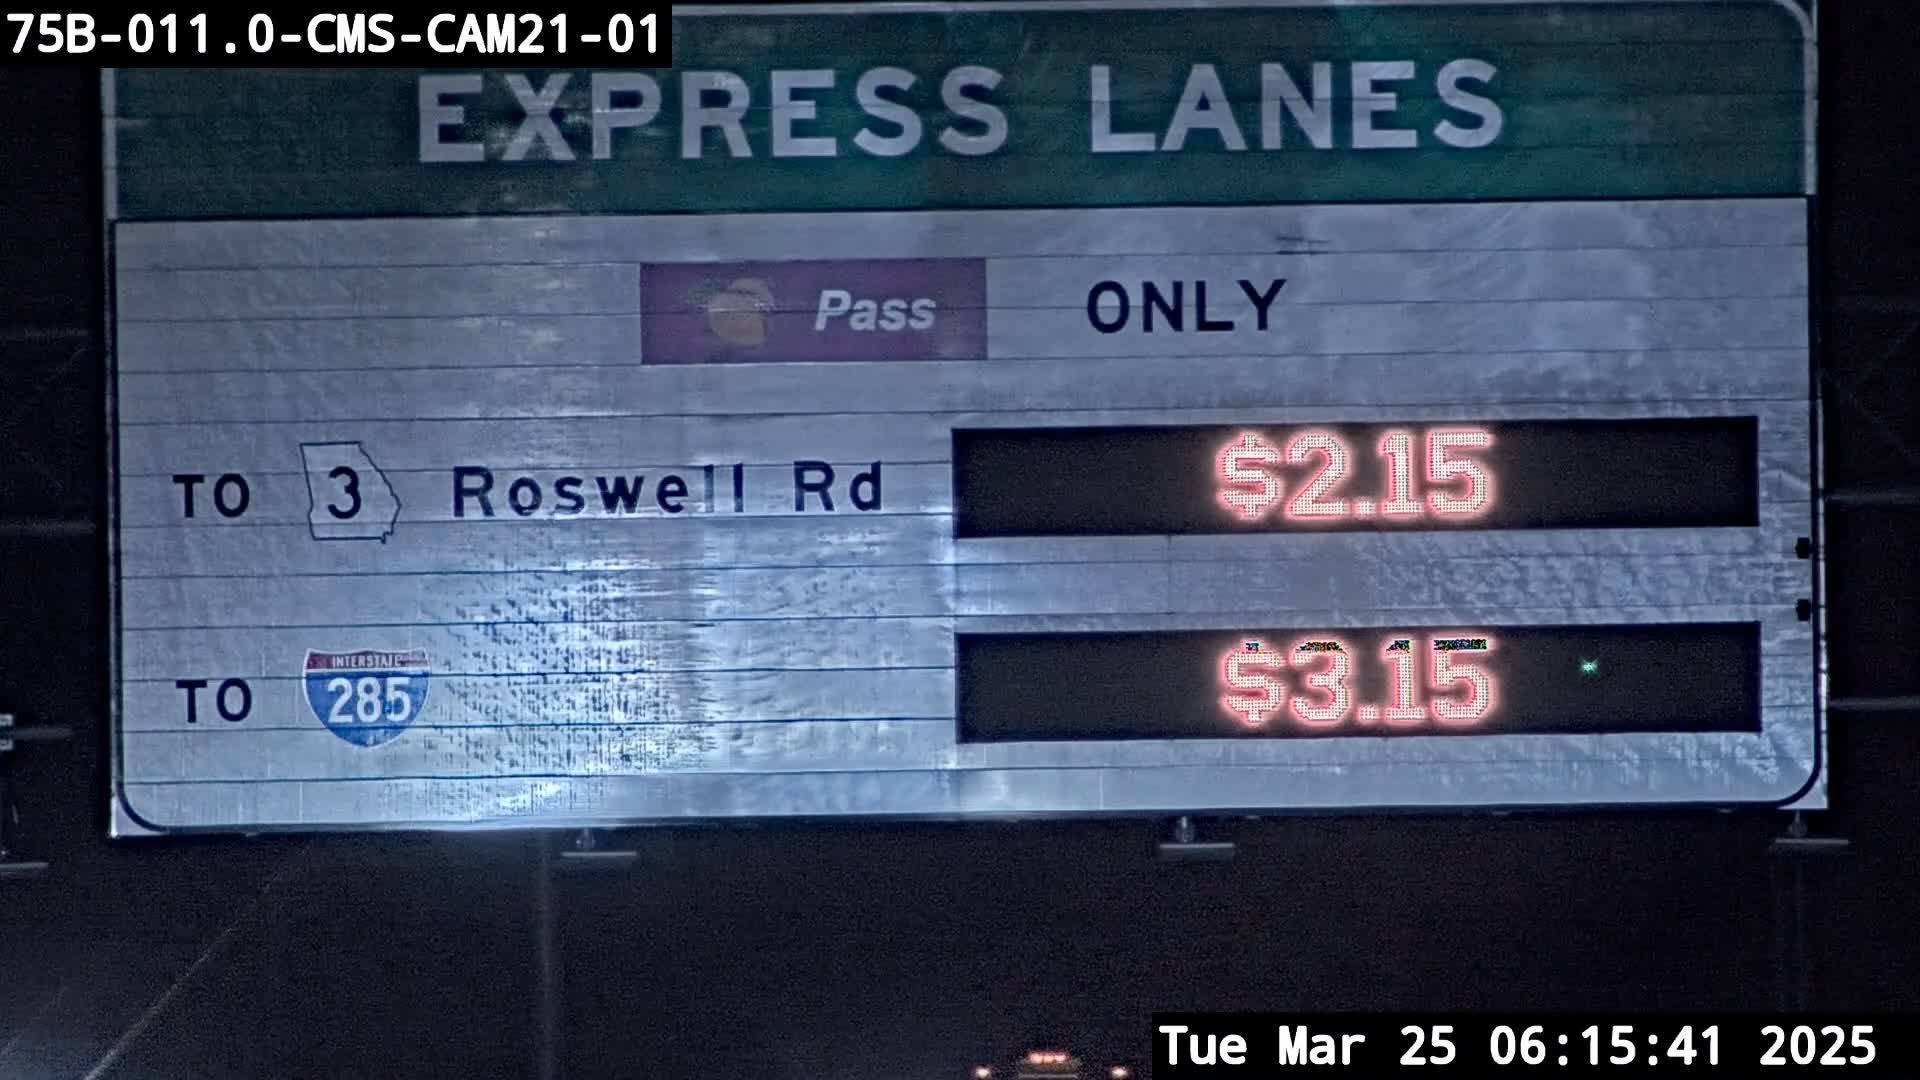 75B-011.0-CMS-CAM21-01
EXPRESS LANES
Pass ONLY
TO 3 Roswell Rd $2.15
TO INTERSTATE 285 $3.15
Tue Mar 25 06:15:41 2025